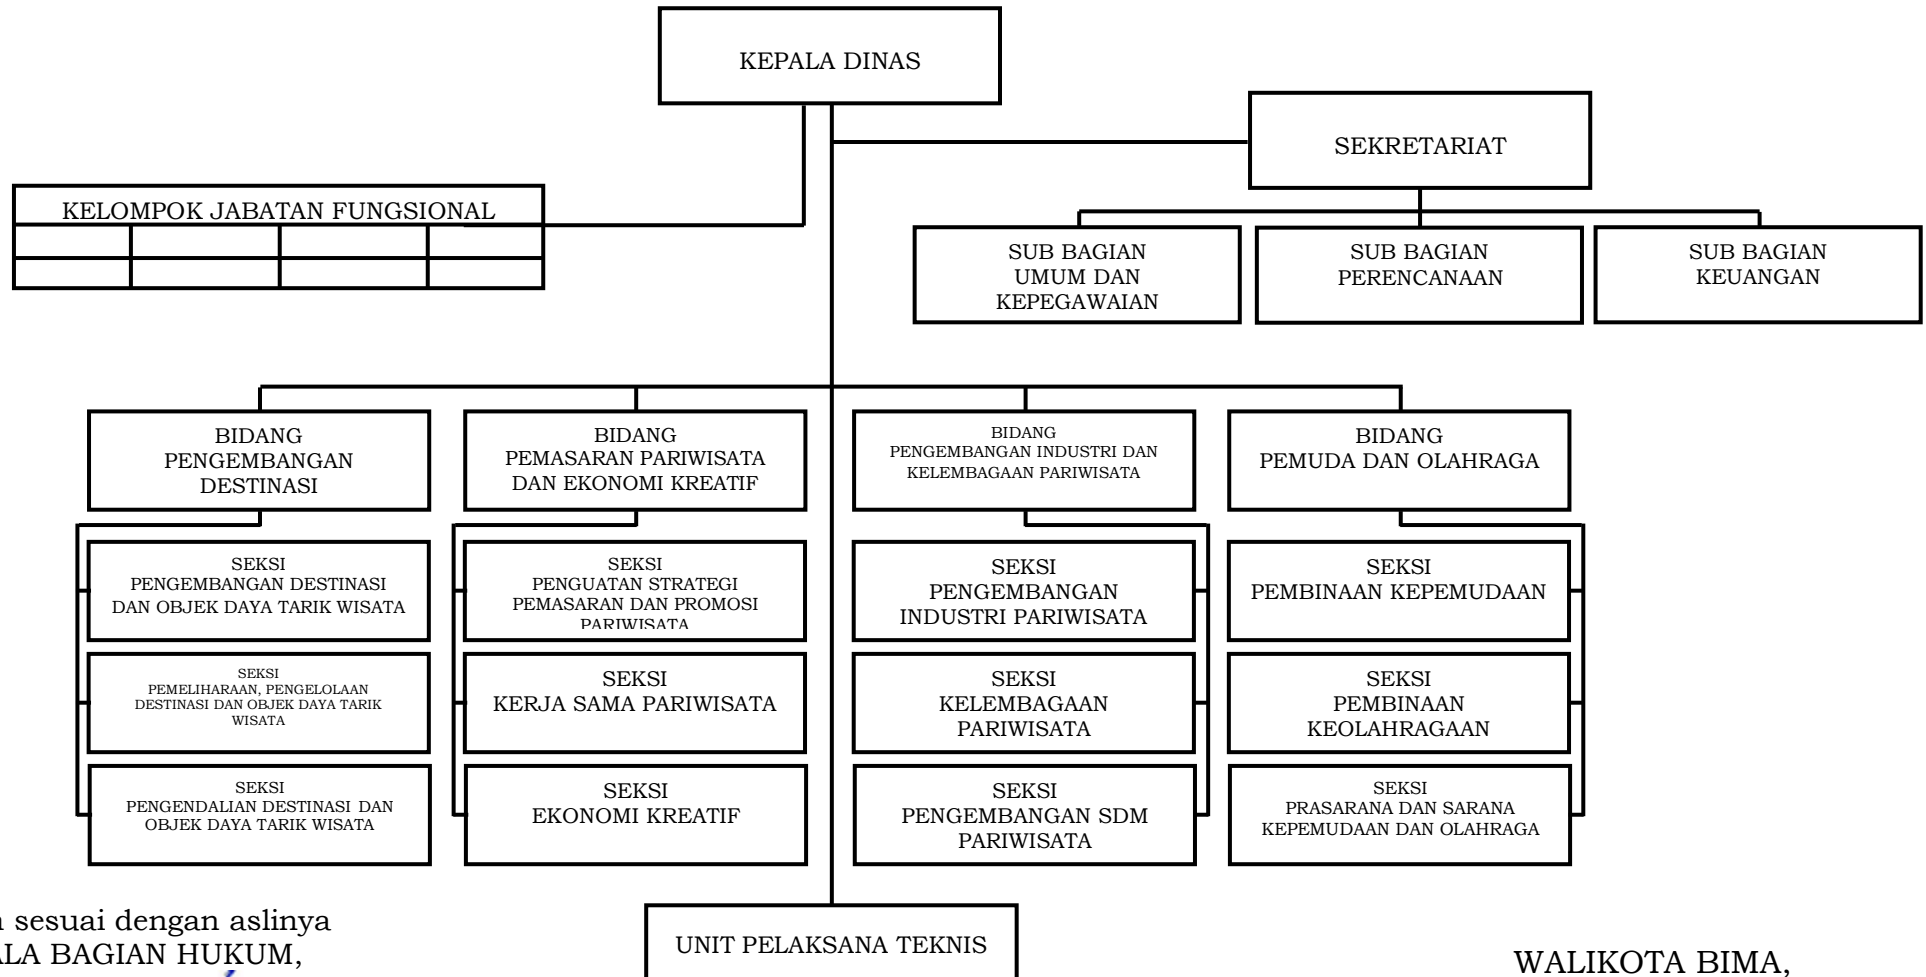 KEPALA DINAS
SEKRETARIAT
KELOMPOK JABATAN FUNGSIONAL
SUB BAGIAN
UMUM DAN
KEPEGAWAIAN
SUB BAGIAN
PERENCANAAN
SUB BAGIAN
KEUANGAN
BIDANG
PENGEMBANGAN
DESTINASI
BIDANG
PEMASARAN PARIWISATA
DAN EKONOMI KREATIF
BIDANG
PENGEMBANGAN INDUSTRI DAN
KELEMBAGAAN PARIWISATA
BIDANG
PEMUDA DAN OLAHRAGA
SEKSI
PENGEMBANGAN DESTINASI
DAN OBJEK DAYA TARIK WISATA
SEKSI
PENGUATAN STRATEGI
PEMASARAN DAN PROMOSI
PARIWISATA
SEKSI
PENGEMBANGAN
INDUSTRI PARIWISATA
SEKSI
PEMBINAAN KEPEMUDAAN
SEKSI
PEMELIHARAAN, PENGELOLAAN
DESTINASI DAN OBJEK DAYA TARIK
WISATA
SEKSI
KERJA SAMA PARIWISATA
SEKSI
KELEMBAGAAN
PARIWISATA
SEKSI
PEMBINAAN
KEOLAHRAGAAN
SEKSI
PENGENDALIAN DESTINASI DAN
OBJEK DAYA TARIK WISATA
SEKSI
EKONOMI KREATIF
SEKSI
PENGEMBANGAN SDM
PARIWISATA
SEKSI
PRASARANA DAN SARANA
KEPEMUDAAN DAN OLAHRAGA
sesuai dengan aslinya
BAGIAN HUKUM,
UNIT PELAKSANA TEKNIS
WALIKOTA BIMA,